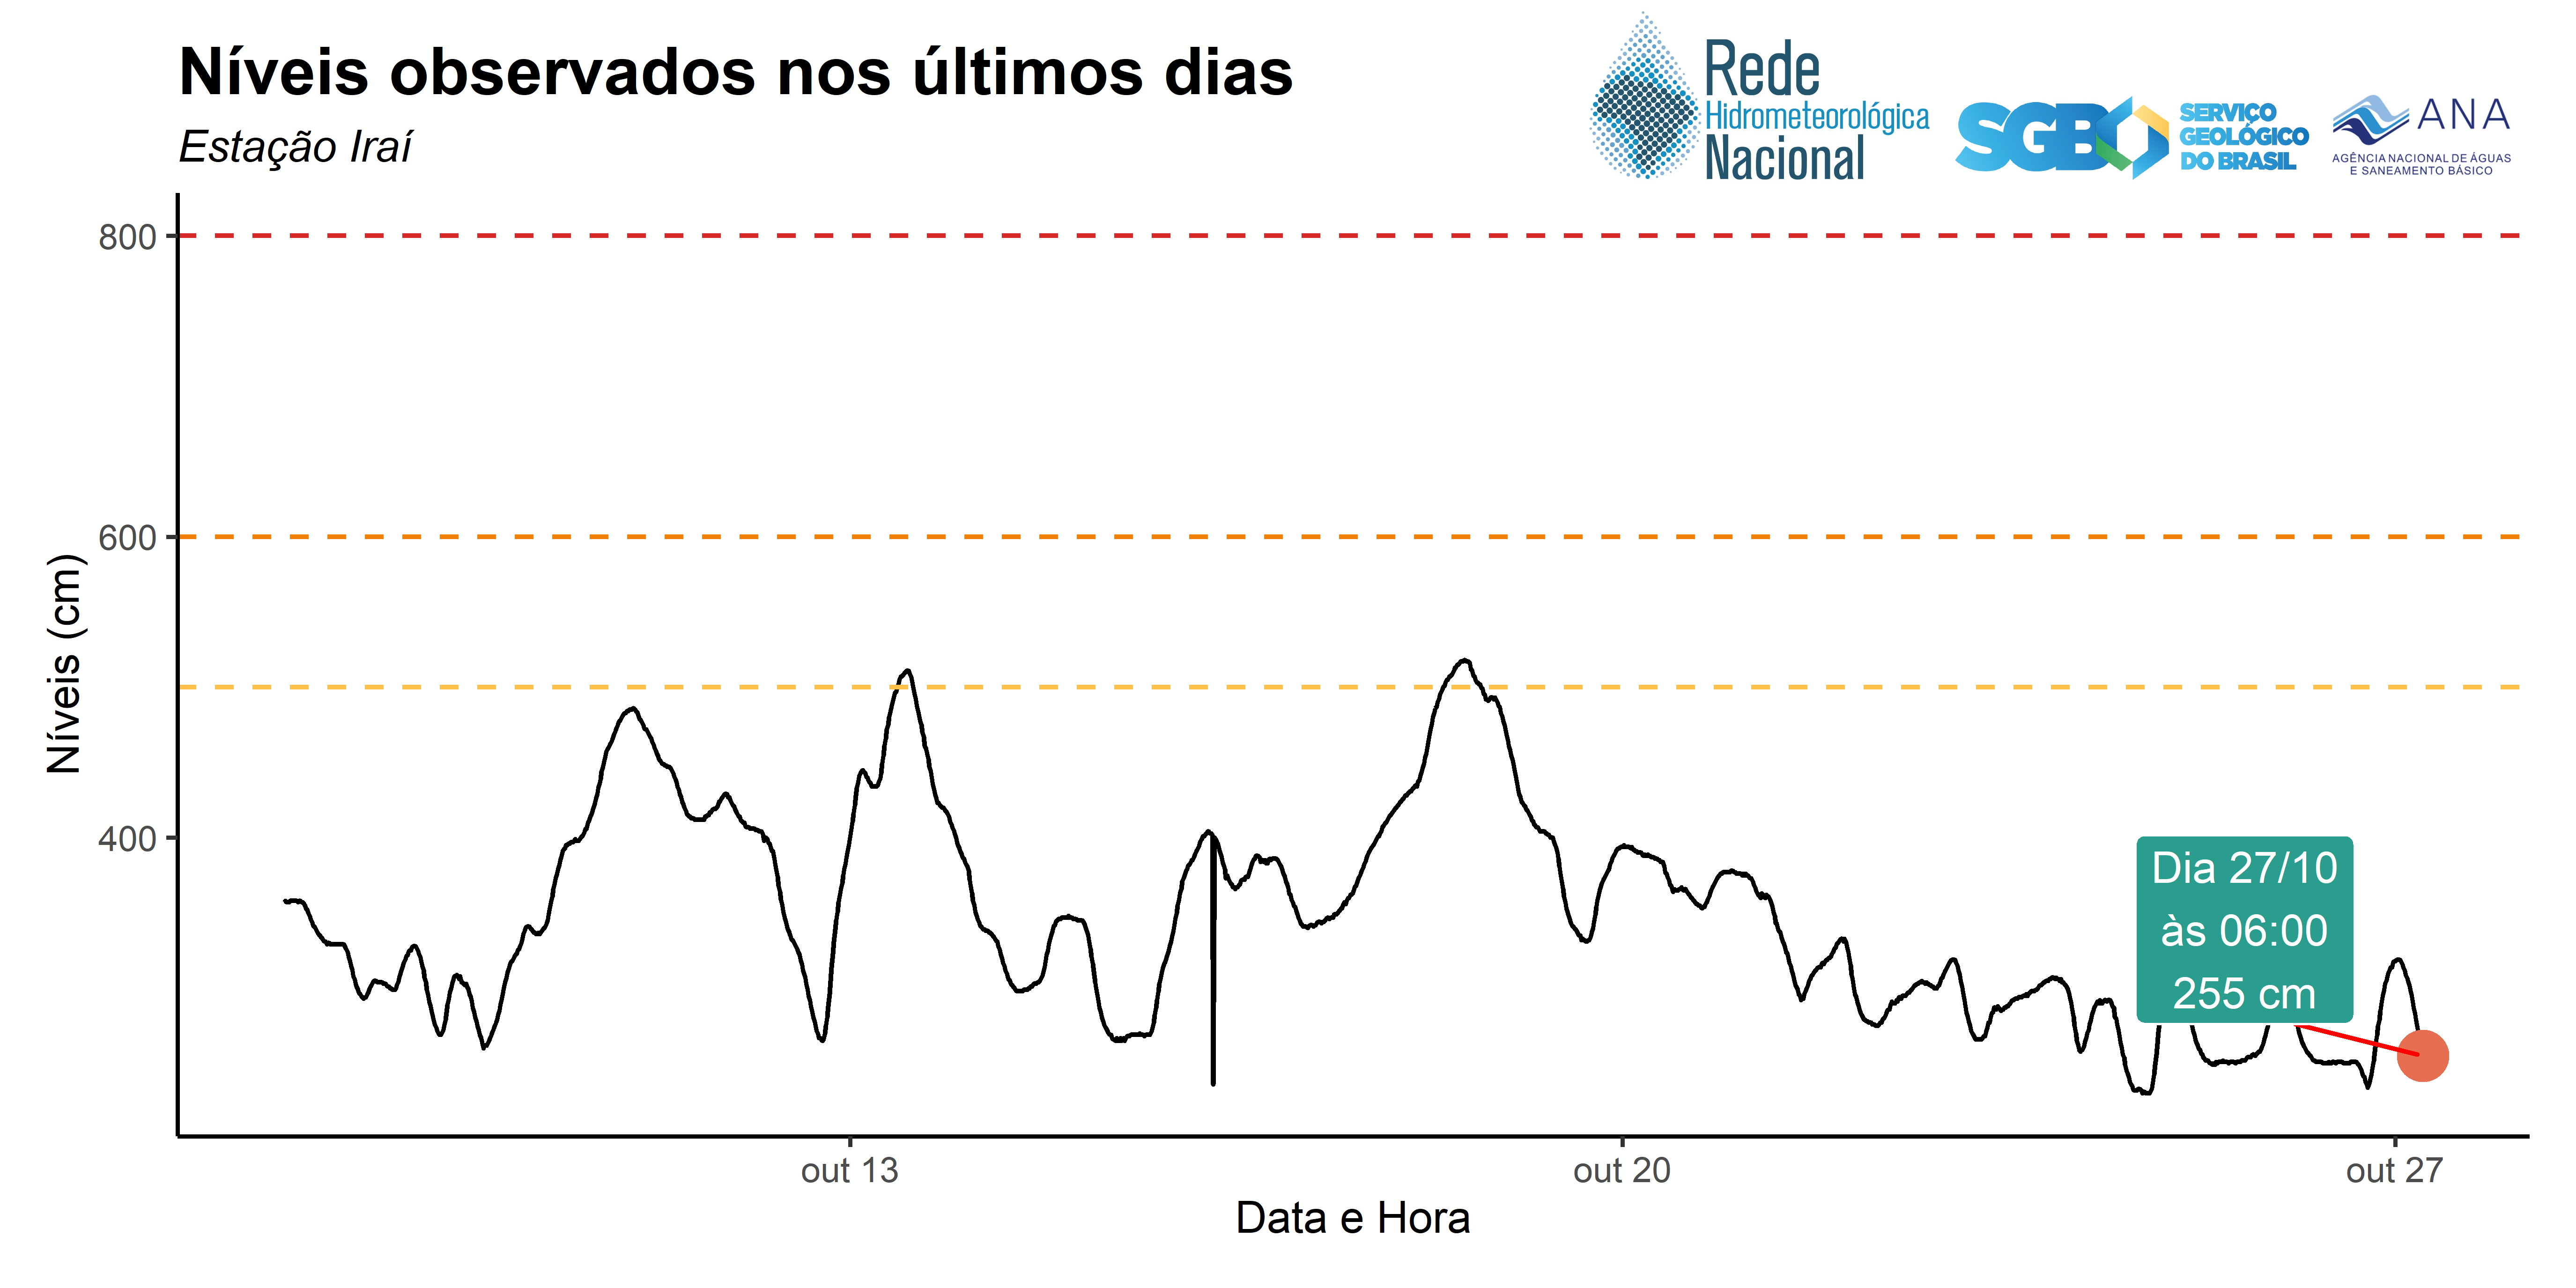 Níveis observados nos últimos dias
Estação Iraí
Rede
Hidrometeorológica
Nacional
SGB
SERVIÇO
GEOLÓGICO
DO BRASIL
ANA
AGÊNCIA NACIONAL DE ÁGUAS
E SANEAMENTO BÁSICO
Níveis (cm)
800
600
400
Dia 27/10
às 06:00
255 cm
out 13
out 20
out 27
Data e Hora